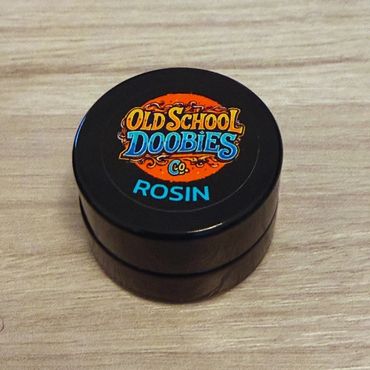 OLD SCHOOL
DOOBIES
Co.
ROSIN